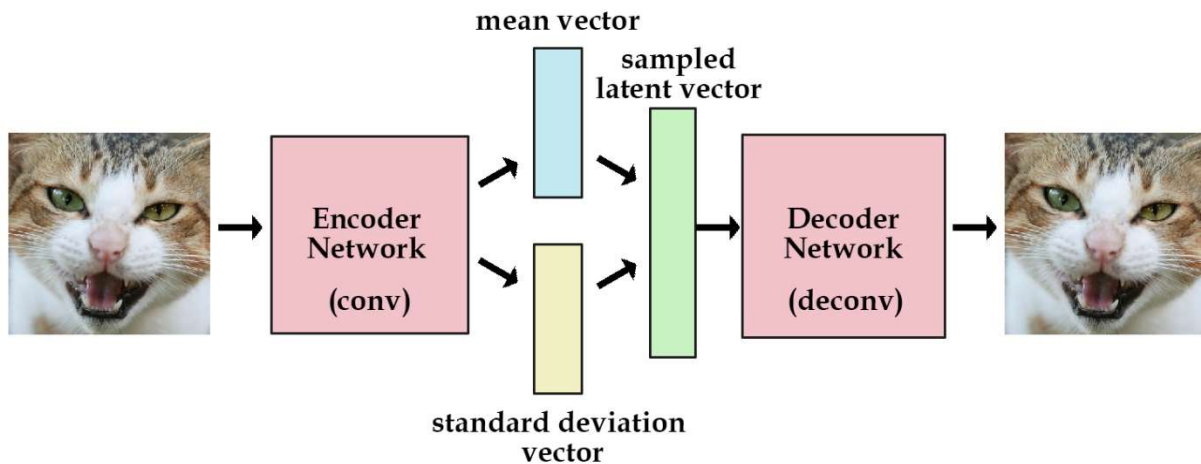 mean vector
sampled
latent vector
Encoder
Network
(conv)
Decoder
Network
(deconv)
standard deviation
vector